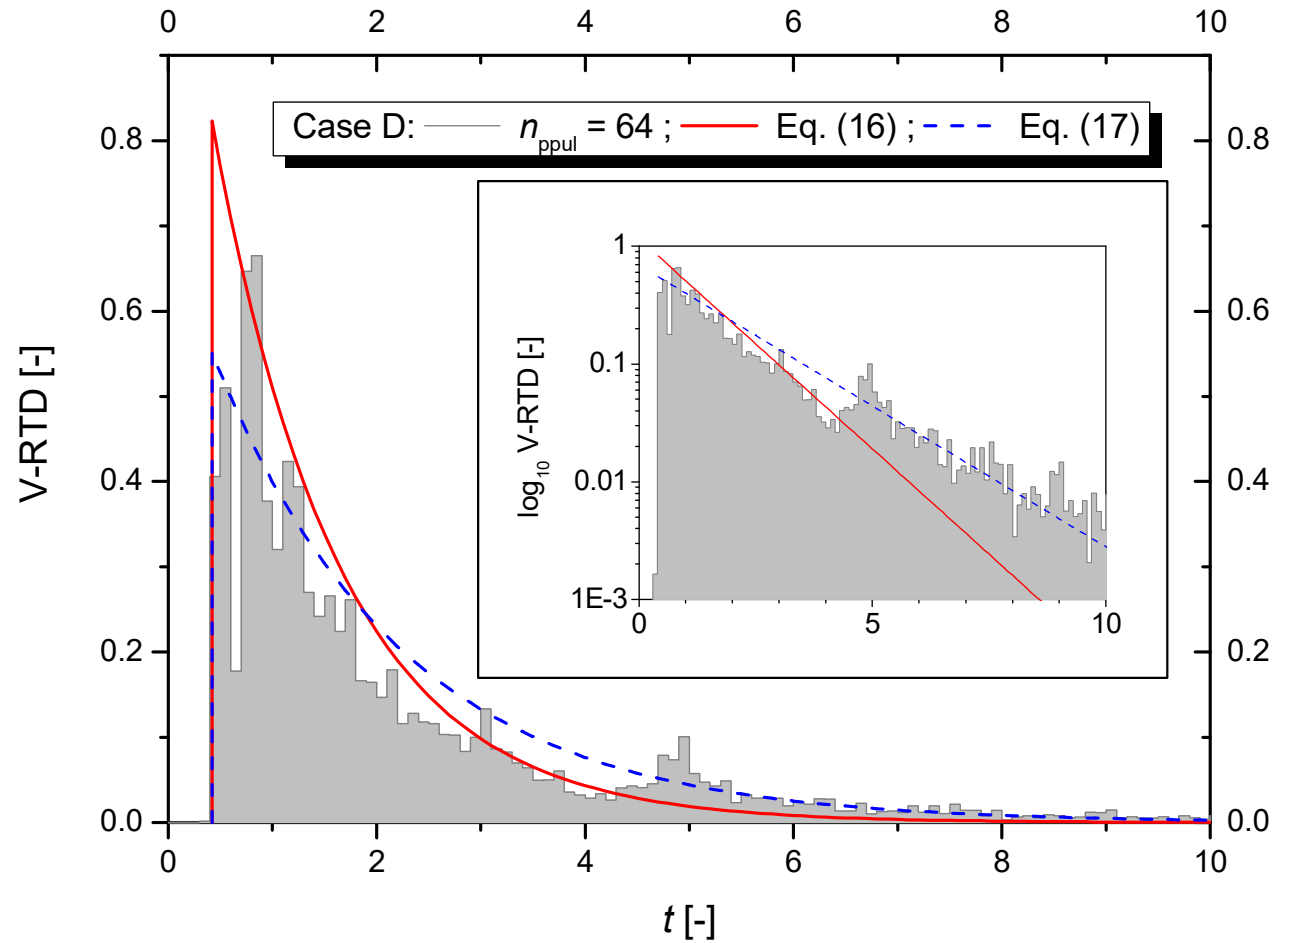 0 2 4 6 8 10
Case D: n_ppul = 64 ; Eq. (16) ; Eq. (17)
0.8 0.8
0.6 0.6
0.4 0.4
0.2 0.2
0.0 0.0
V-RTD [-]
1
0.1
0.01
1E-3
log10 V-RTD [-]
0 5 10
0 2 4 6 8 10
t [-]